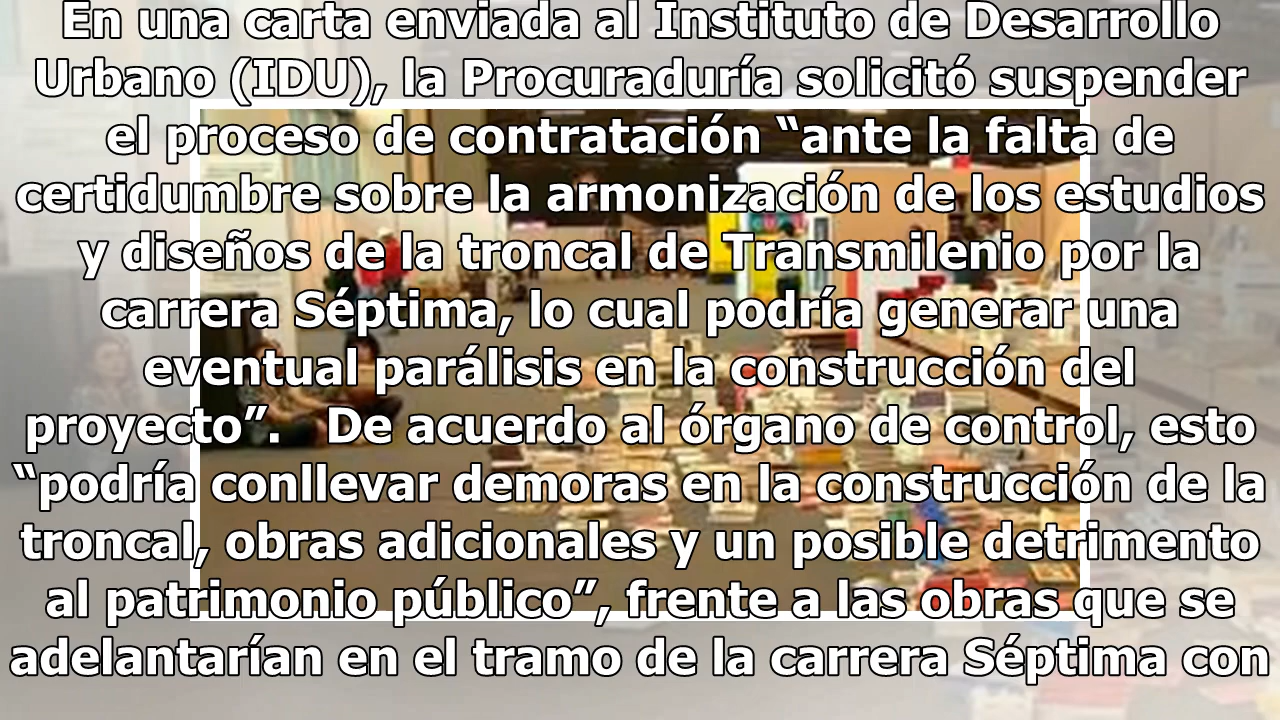 En una carta enviada al Instituto de Desarrollo
Urbano (IDU), la Procuraduría solicitó suspender
el proceso de contratación “ante la falta de
certidumbre sobre la armonización de los estudios
y diseños de la troncal de Transmilenio por la
carrera Séptima, lo cual podría generar una
eventual parálisis en la construcción del
proyecto”.   De acuerdo al órgano de control, esto
“podría conllevar demoras en la construcción de la
troncal, obras adicionales y un posible detrimento
al patrimonio público”, frente a las obras que se
adelantarían en el tramo de la carrera Séptima con